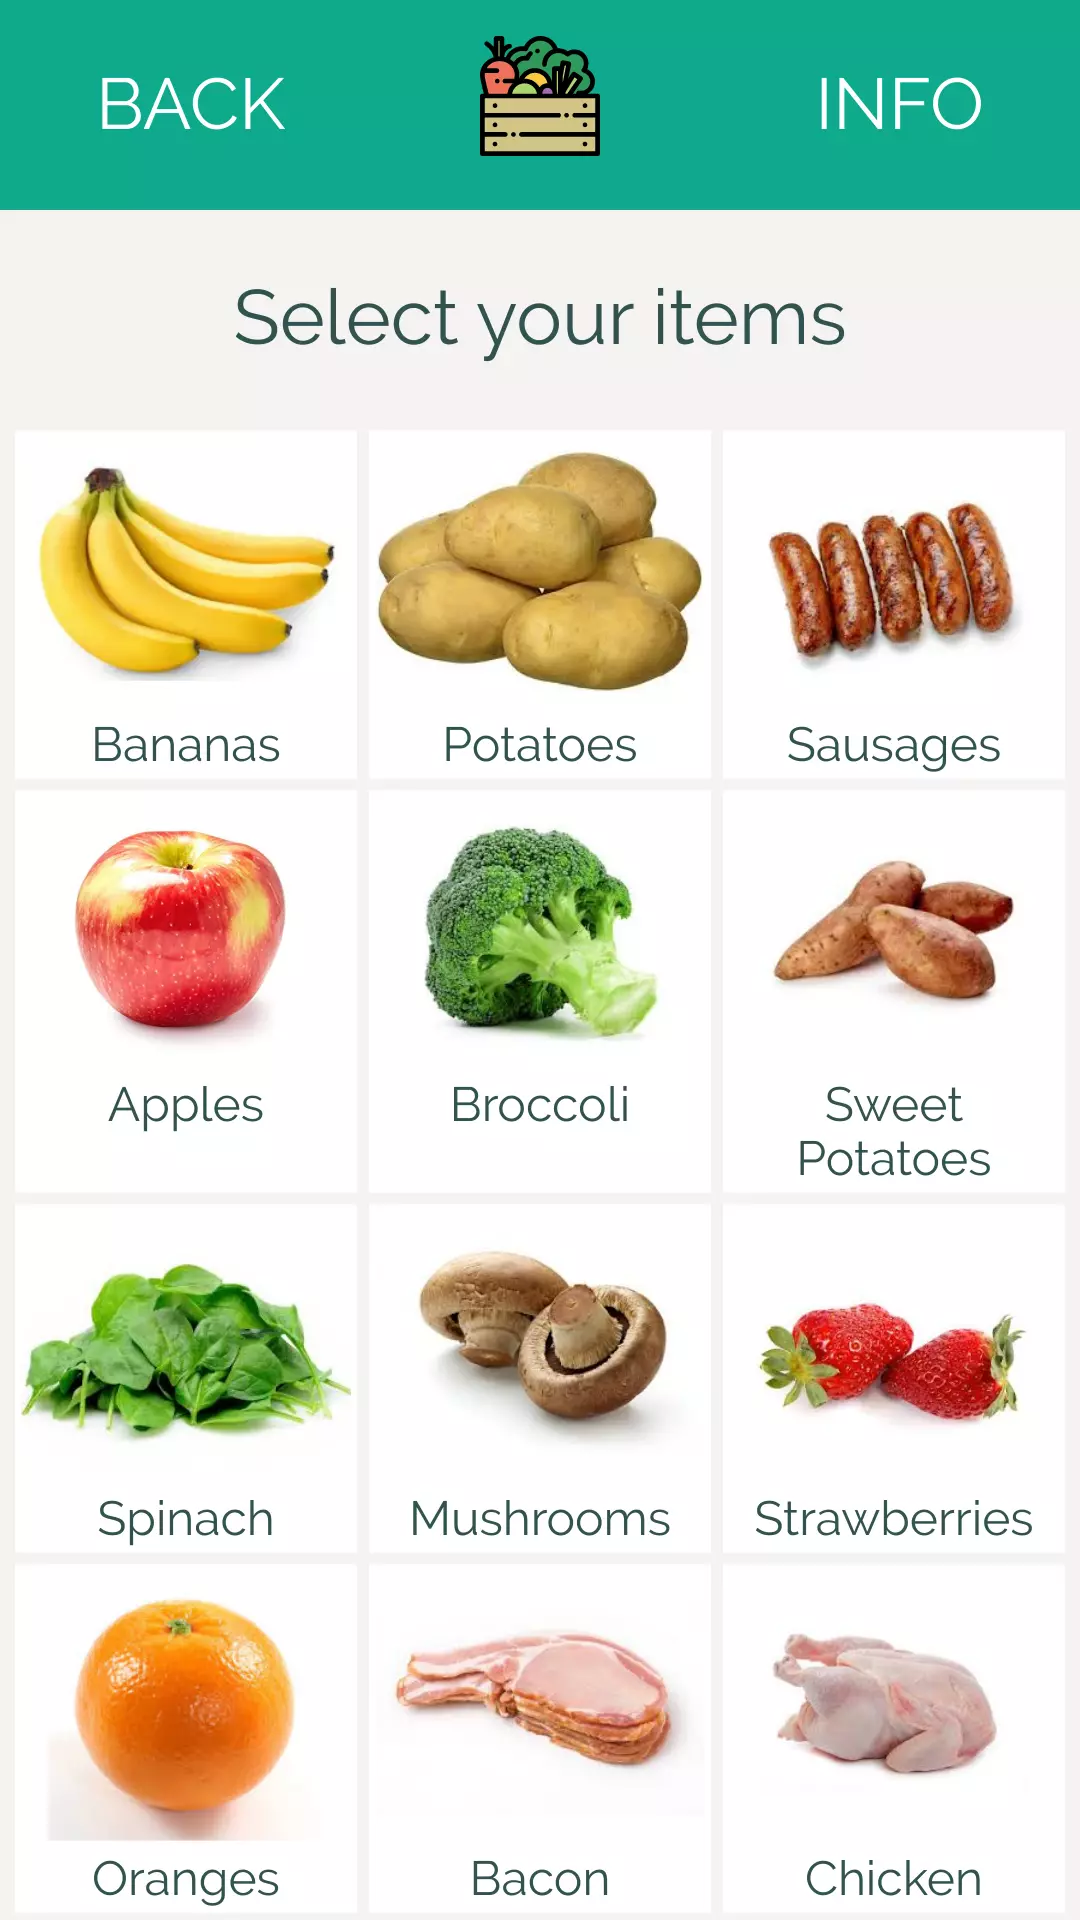 BACK
INFO
Select your items
Bananas
Potatoes
Sausages
Apples
Broccoli
Sweet
Potatoes
Spinach
Mushrooms
Strawberries
Oranges
Bacon
Chicken